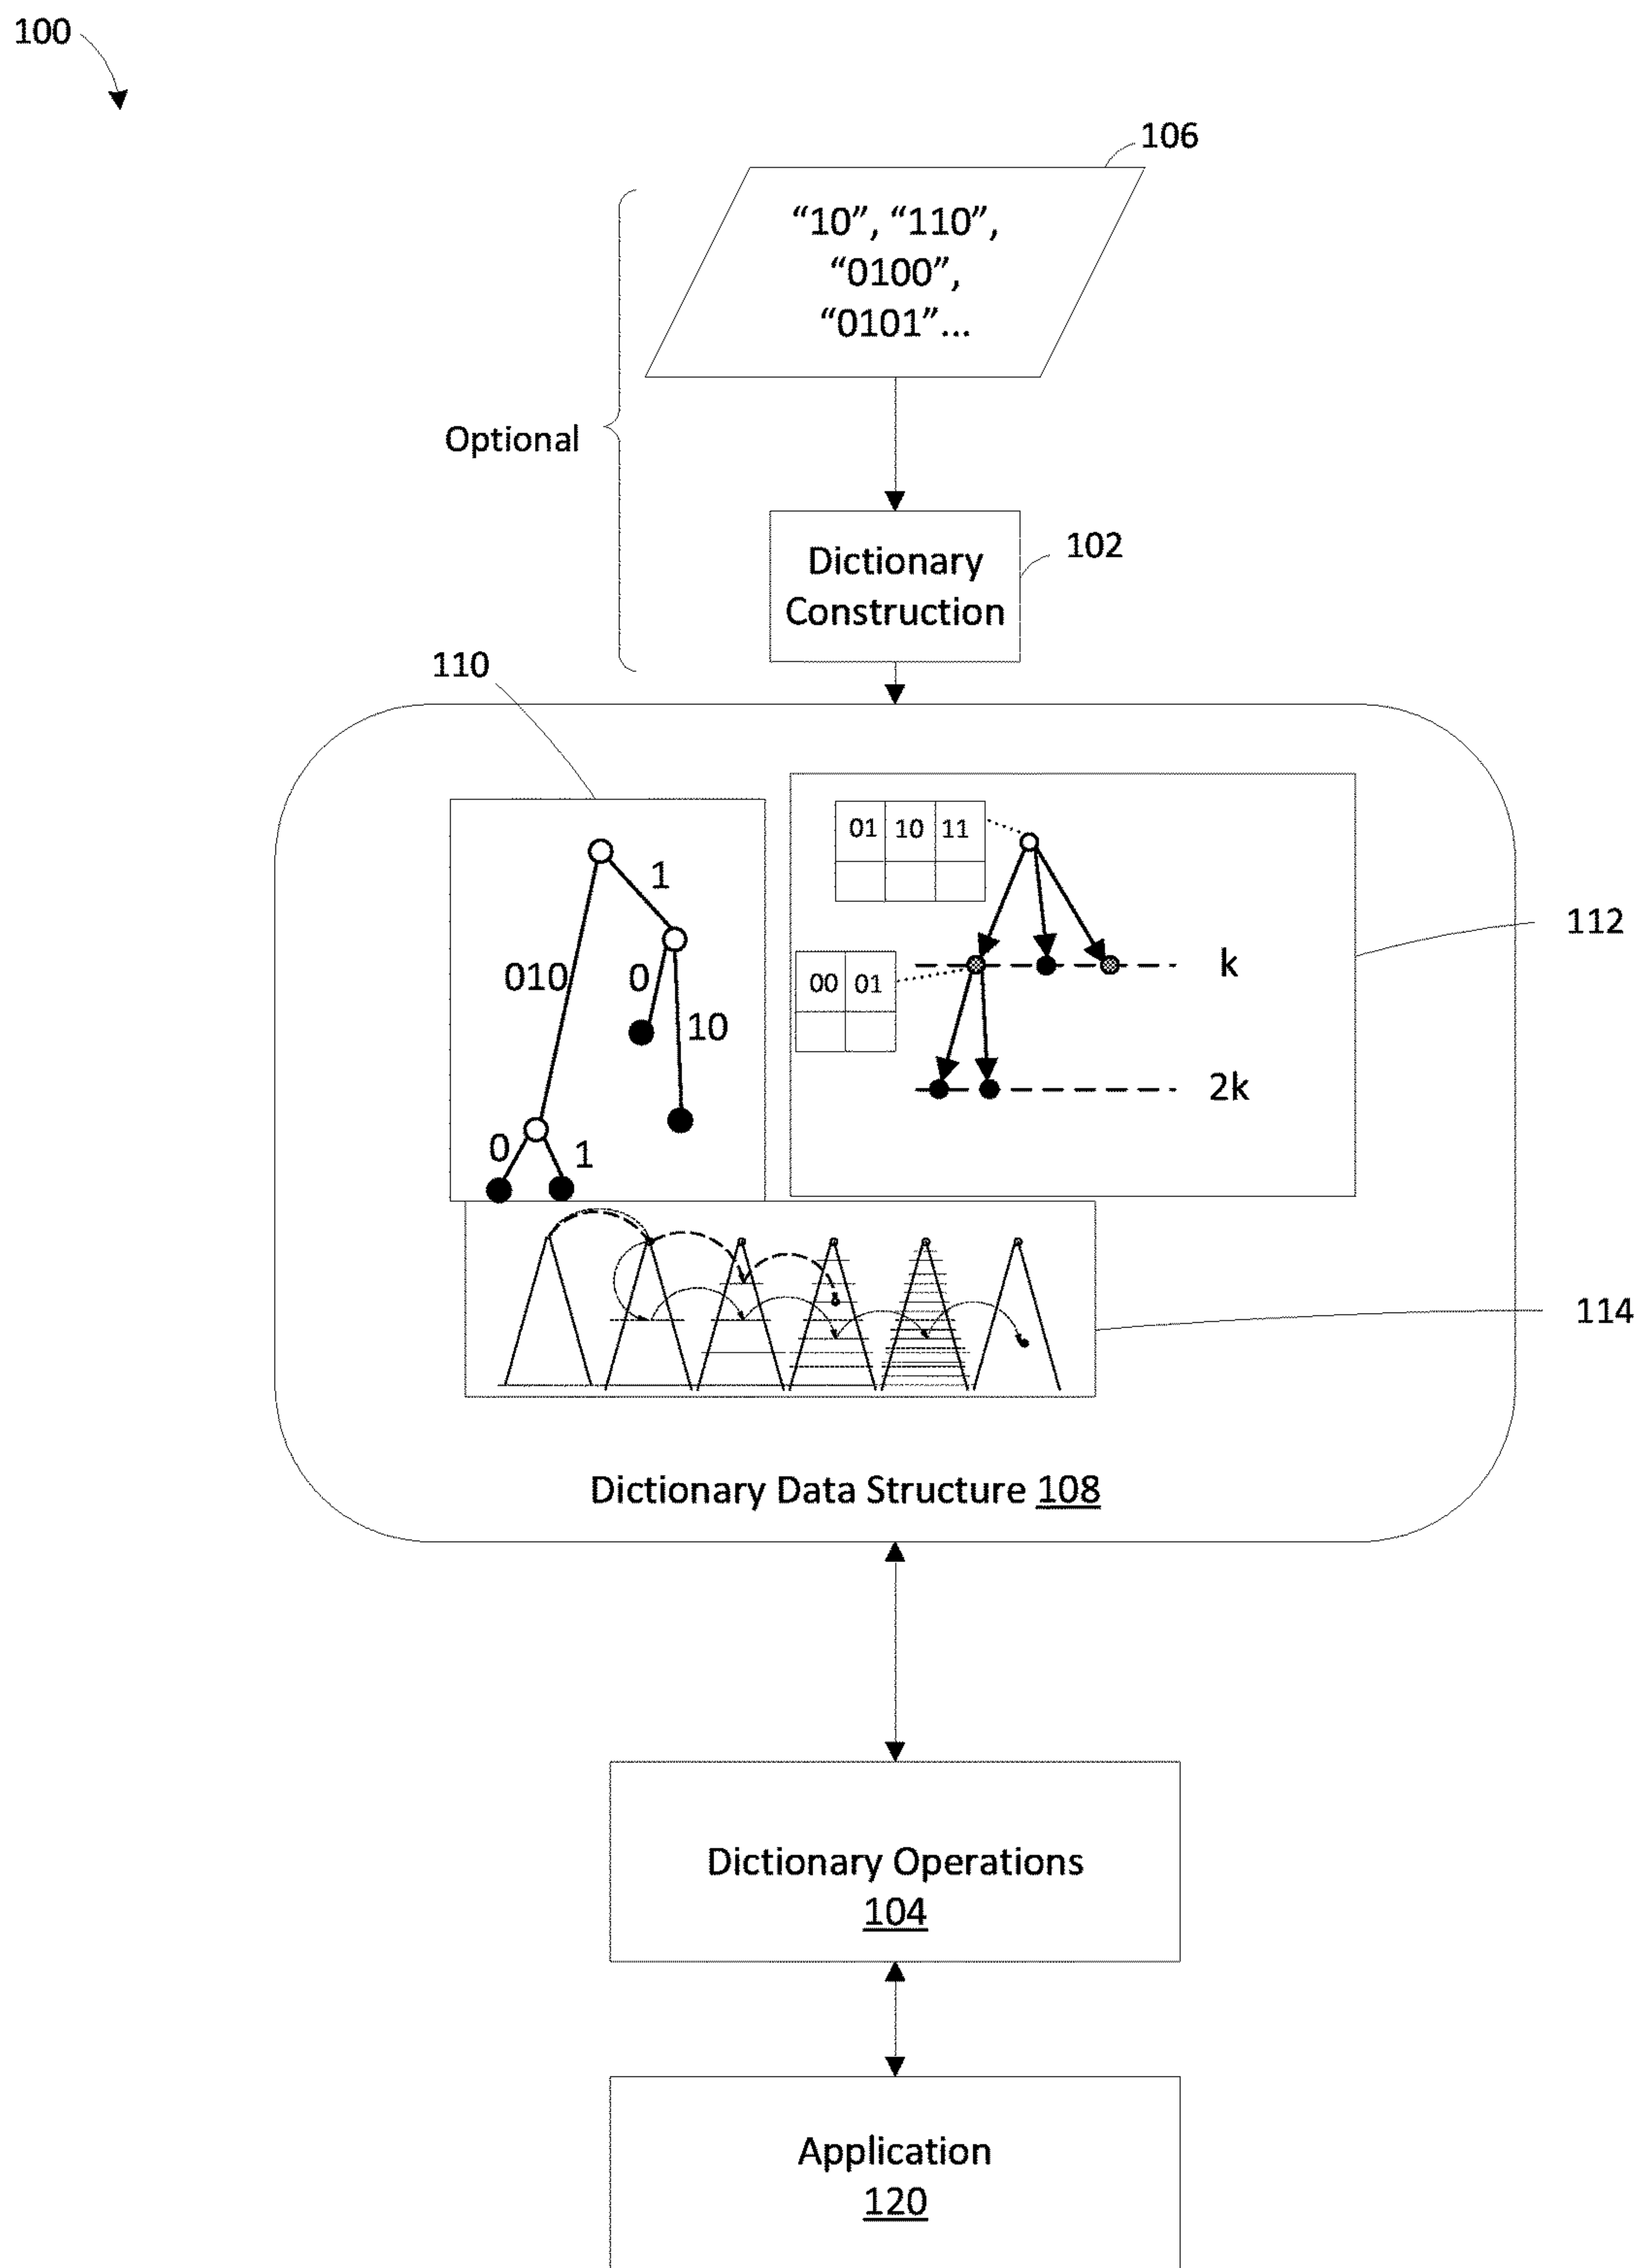 100
106
“10”, “110”,
“0100”,
“0101”...
Optional
Dictionary
Construction
102
110
01 10 11
1
112
010
0
k
00 01
10
2k
0
1
114
Dictionary Data Structure 108
Dictionary Operations
104
Application
120